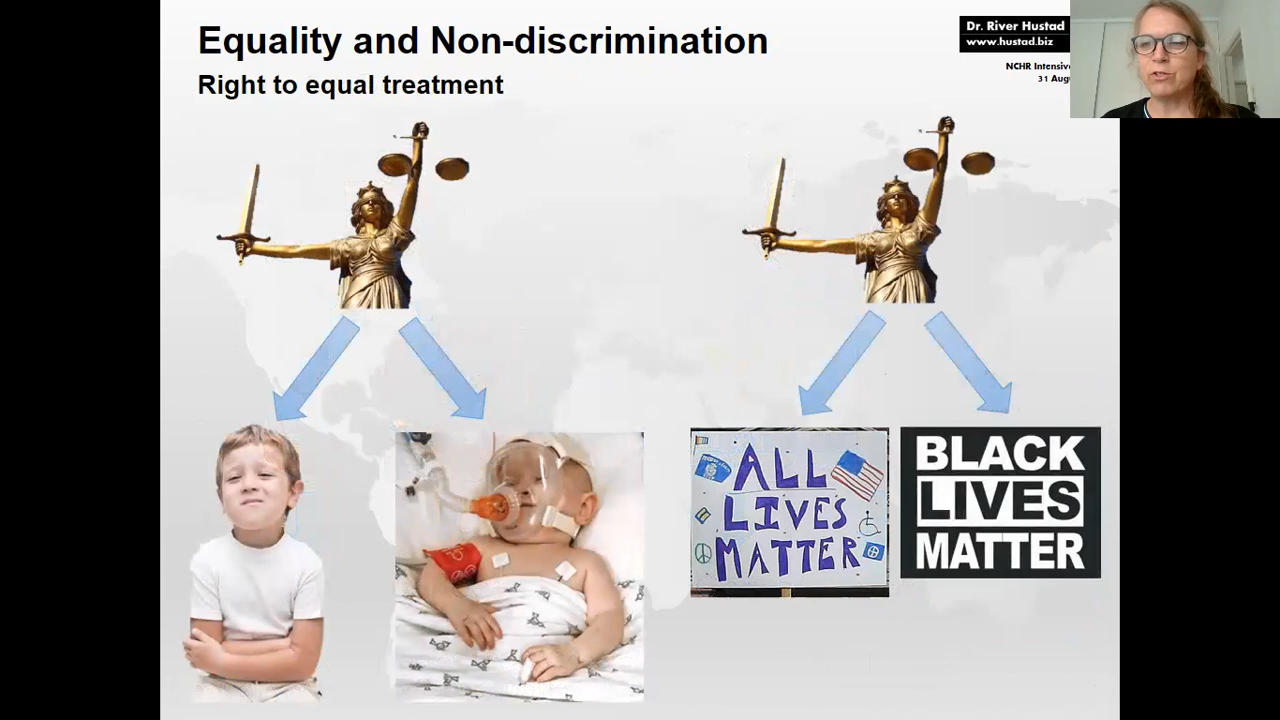 Equality and Non-discrimination
Right to equal treatment
Dr. River Hustad
www.hustad.biz
NCHR Intensive
31 Aug
ALL
LIVES
MATTER
BLACK
LIVES
MATTER